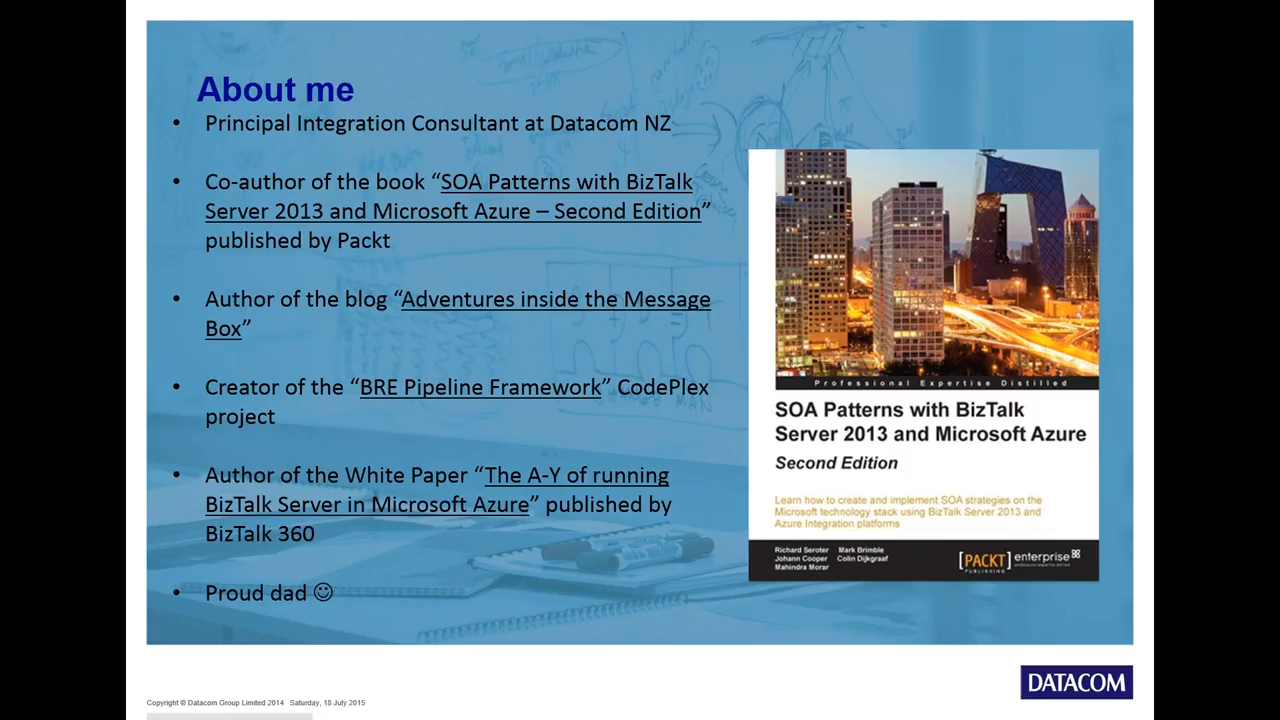 About me
• Principal Integration Consultant at Datacom NZ
• Co-author of the book “SOA Patterns with BizTalk
Server 2013 and Microsoft Azure – Second Edition”
published by Packt
• Author of the blog “Adventures inside the Message
Box”
• Creator of the “BRE Pipeline Framework” CodePlex
project
• Author of the White Paper “The A-Y of running
BizTalk Server in Microsoft Azure” published by
BizTalk 360
• Proud dad ☺
Professional Expertise Distilled
SOA Patterns with BizTalk
Server 2013 and Microsoft Azure
Second Edition
Learn how to create and implement SOA strategies on the
Microsoft technology stack using BizTalk Server 2013 and
Azure Integration platforms
Richard Seroter Mark Brimble
Johann Cooper Colin Dijkgraaf
Mahindra Morar
[PACKT] enterprise
PUBLISHING
DATACOM
Copyright © Datacom Group Limited 2014 Saturday, 18 July 2015